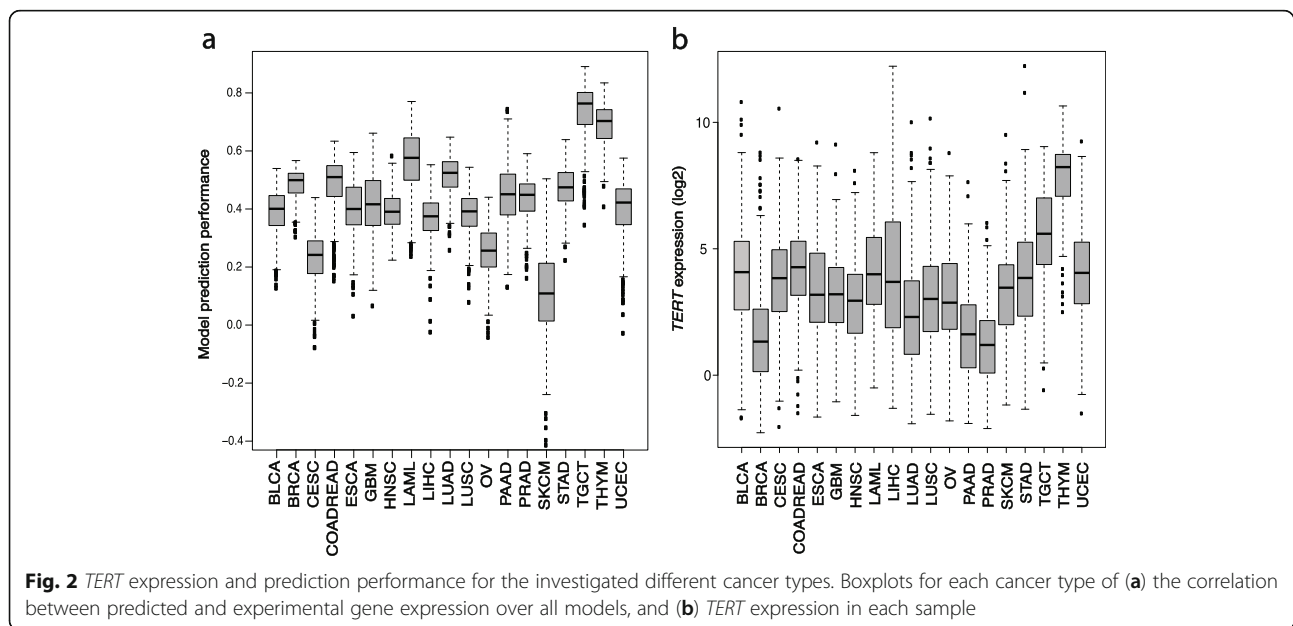 a
b
Model prediction performance
0.8
0.6
0.4
0.2
0.0
−0.2
−0.4
BLCA
BRCA
CESC
COADREAD
ESCA
GBM
HNSC
LAML
LIHC
LUAD
LUSC
OV
PAAD
PRAD
SKCM
STAD
TGCT
THYM
UCEC
TERT expression (log2)
10
5
0
BLCA
BRCA
CESC
COADREAD
ESCA
GBM
HNSC
LAML
LIHC
LUAD
LUSC
OV
PAAD
PRAD
SKCM
STAD
TGCT
THYM
UCEC
Fig. 2 TERT expression and prediction performance for the investigated different cancer types. Boxplots for each cancer type of (a) the correlation
between predicted and experimental gene expression over all models, and (b) TERT expression in each sample